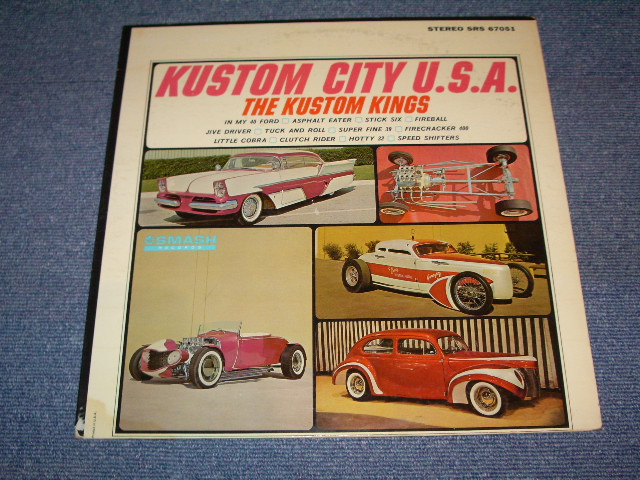 STEREO SRS 67051
KUSTOM CITY U.S.A.
THE KUSTOM KINGS
IN MY 40 FORD □ ASPHALT EATER □ STICK SIX □ FIREBALL
JIVE DRIVER □ TUCK AND ROLL □ SUPER FINE 39 □ FIRECRACKER 400
LITTLE COBRA □ CLUTCH RIDER □ HOTTY 32 □ SPEED SHIFTERS
SMASH
RECORDS